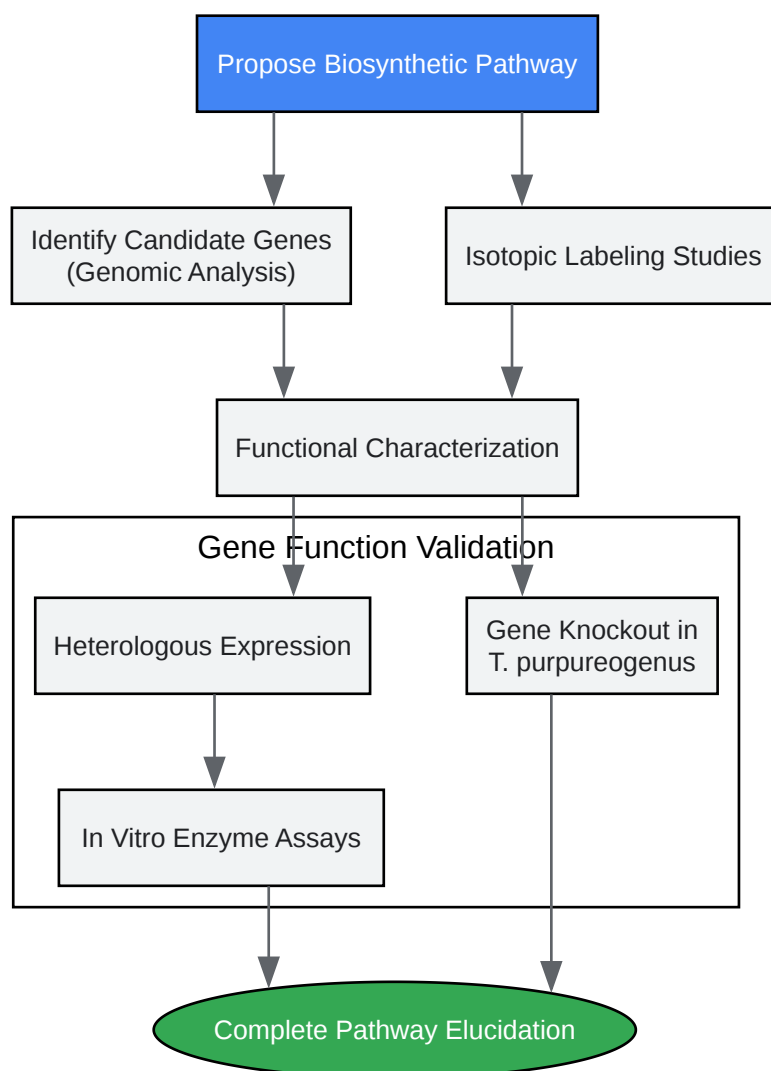 Propose Biosynthetic Pathway
Identify Candidate Genes
(Genomic Analysis)
Isotopic Labeling Studies
Functional Characterization
Gene Function Validation
Heterologous Expression
Gene Knockout in
T. purpureogenus
In Vitro Enzyme Assays
Complete Pathway Elucidation